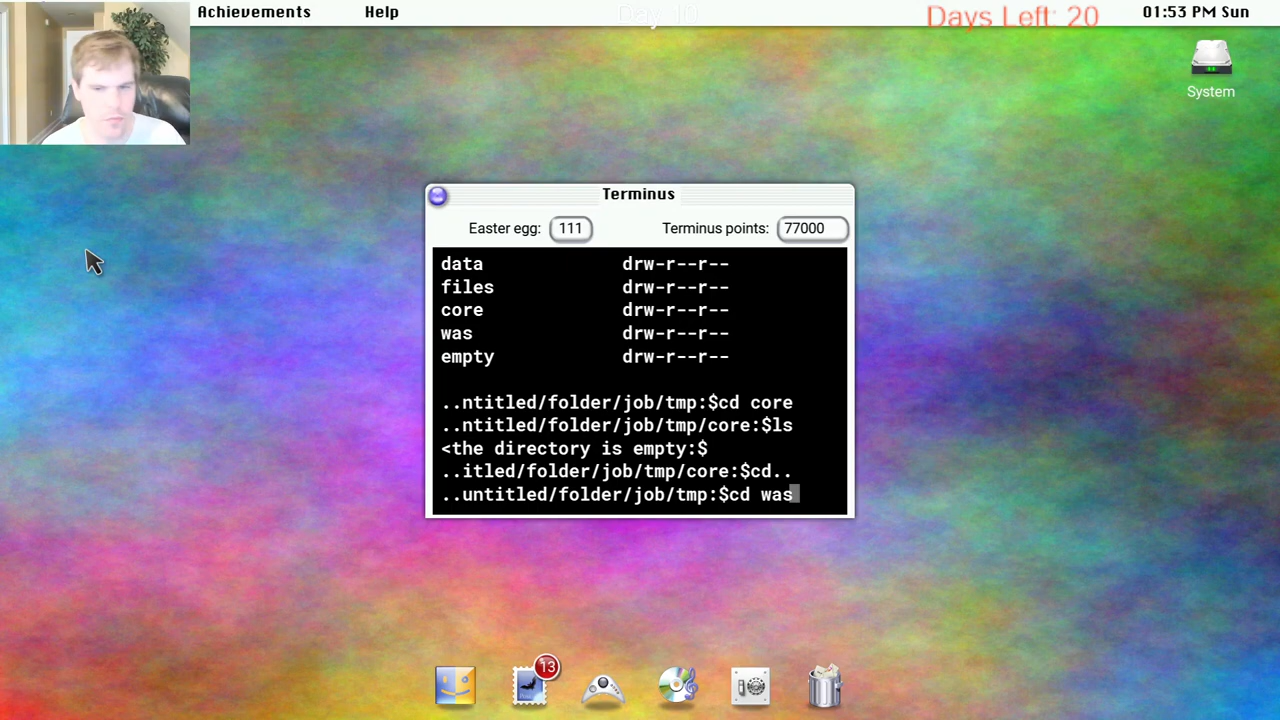 Achievements Help Day 10 Days Left: 20 01:53 PM Sun
System
Terminus
Easter egg: 111 Terminus points: 77000
data drw-r--r--
files drw-r--r--
core drw-r--r--
was drw-r--r--
empty drw-r--r--
..ntitled/folder/job/tmp:$cd core
..ntitled/folder/job/tmp/core:$ls
<the directory is empty:$
..itled/folder/job/tmp/core:$cd..
..untitled/folder/job/tmp:$cd was
13